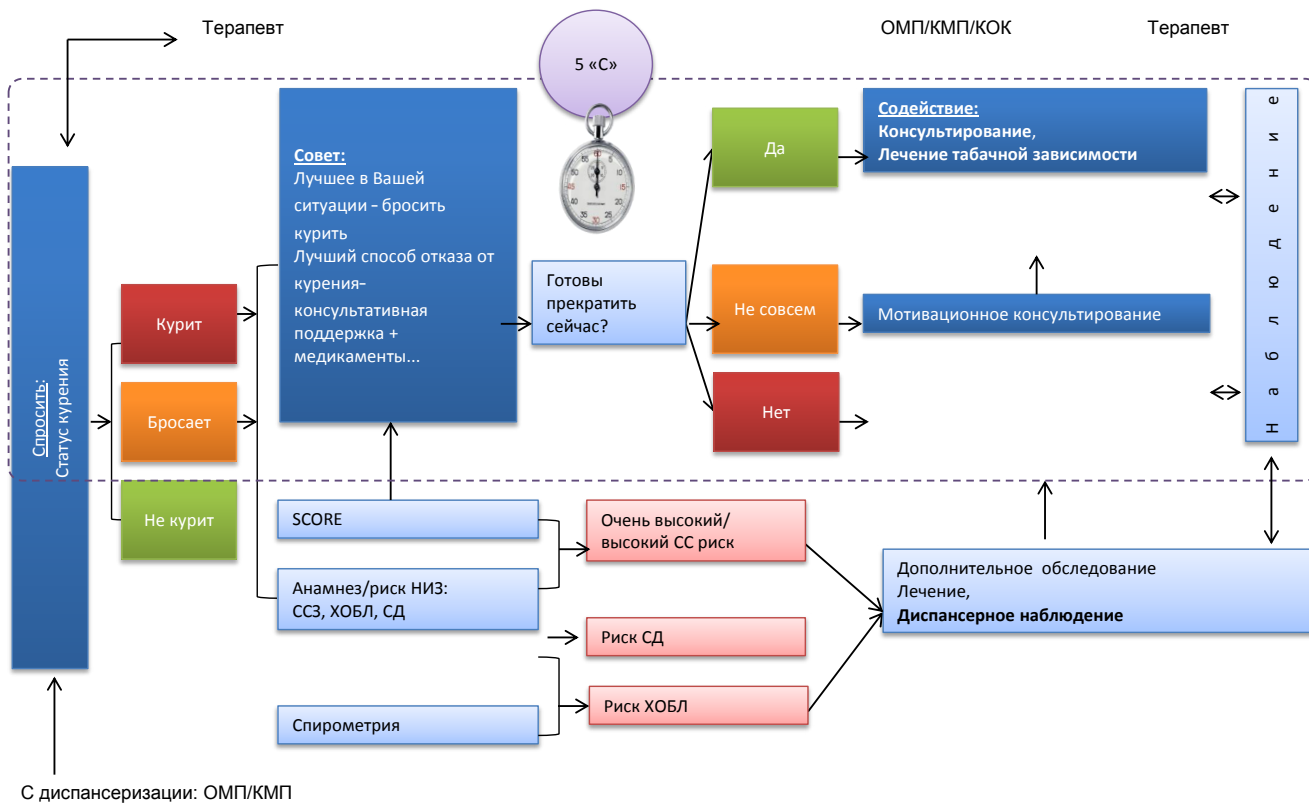 Терапевт
ОМП/КМП/КОК
Терапевт
5 «С»
Спросить:
Статус курения
Курит
Бросает
Не курит
Совет:
Лучшее в Вашей
ситуации – бросить
курить
Лучший способ отказа от
курения–
консультативная
поддержка +
медикаменты...
60
Готовы
прекратить
сейчас?
Да
Не совсем
Нет
Содействие:
Консультирование,
Лечение табачной зависимости
Мотивационное консультирование
Наблюдение
SCORE
Анамнез/риск НИЗ:
ССЗ, ХОБЛ, СД
Спирометрия
Очень высокий/
высокий СС риск
Риск СД
Риск ХОБЛ
Дополнительное обследование
Лечение,
Диспансерное наблюдение
С диспансеризации: ОМП/КМП